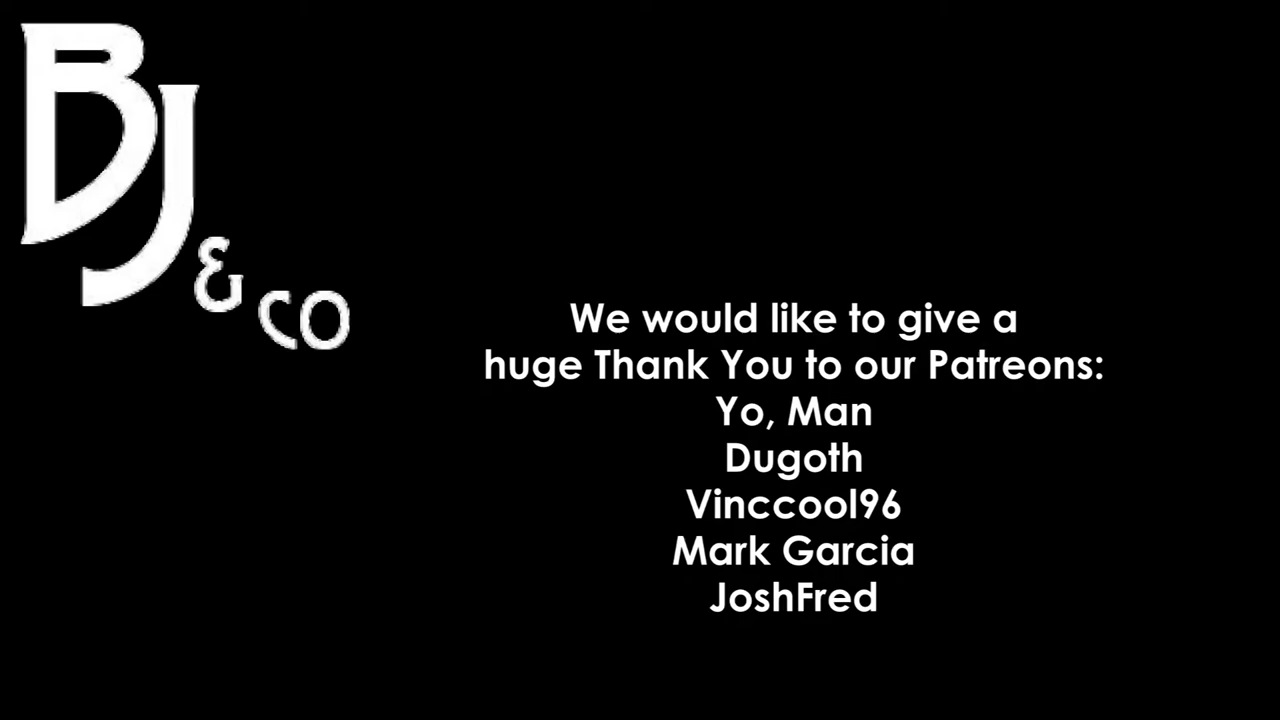 BJ
& CO
We would like to give a
huge Thank You to our Patreons:
Yo, Man
Dugoth
Vinccool96
Mark Garcia
JoshFred